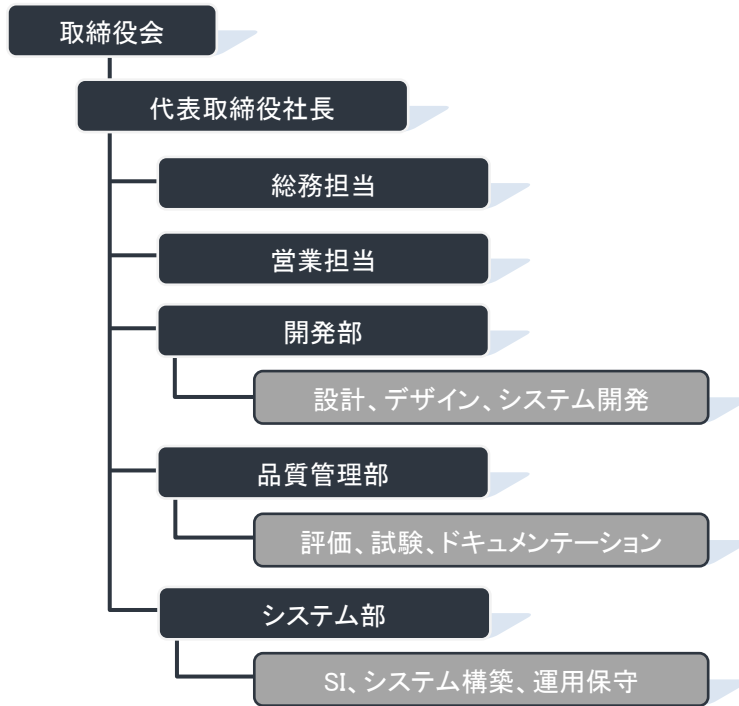 取締役会
代表取締役社長
総務担当
営業担当
開発部
設計、デザイン、システム開発
品質管理部
評価、試験、ドキュメンテーション
システム部
SI、システム構築、運用保守